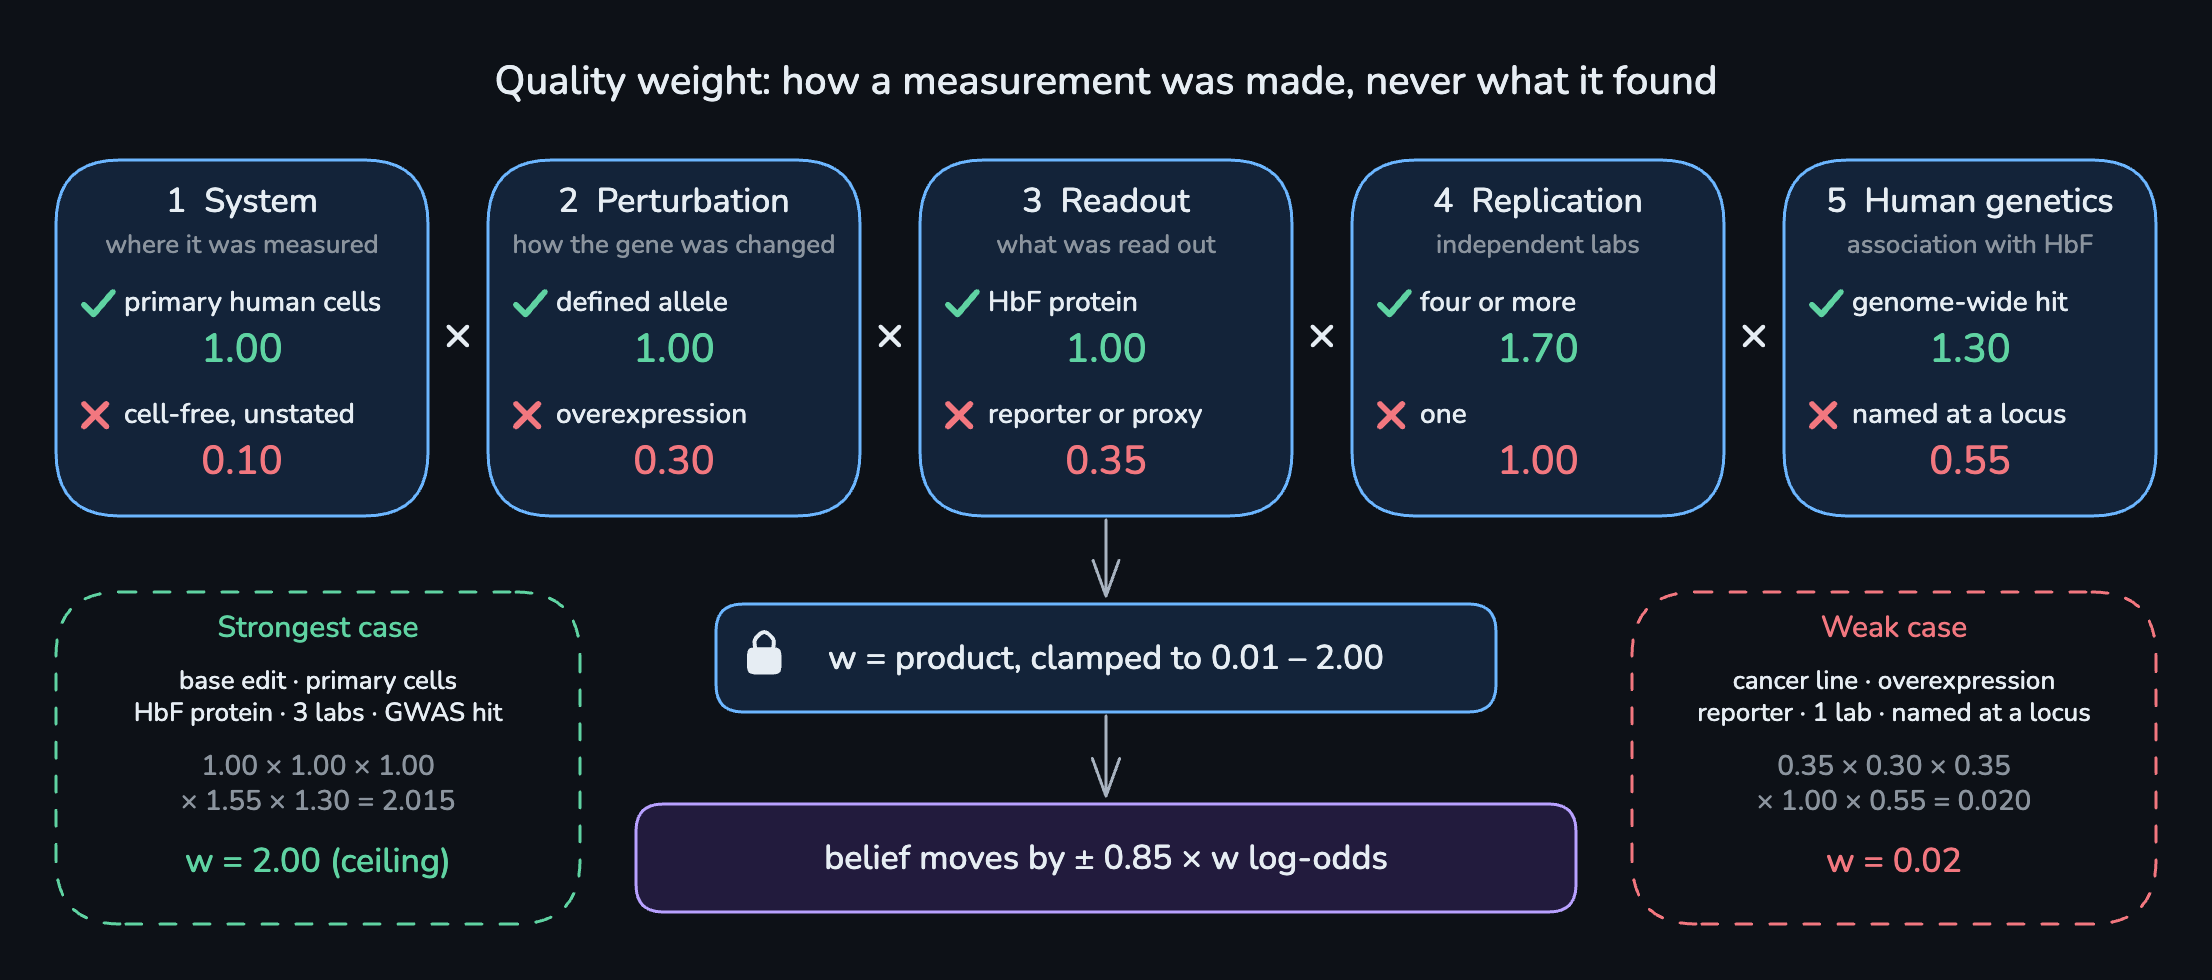 Quality weight: how a measurement was made, never what it found
1 System
where it was measured
primary human cells
1.00
cell-free, unstated
0.10
×
2 Perturbation
how the gene was changed
defined allele
1.00
overexpression
0.30
×
3 Readout
what was read out
HbF protein
1.00
reporter or proxy
0.35
×
4 Replication
independent labs
four or more
1.70
one
1.00
×
5 Human genetics
association with HbF
genome-wide hit
1.30
named at a locus
0.55
Strongest case
base edit · primary cells
HbF protein · 3 labs · GWAS hit
1.00 × 1.00 × 1.00
× 1.55 × 1.30 = 2.015
w = 2.00 (ceiling)
w = product, clamped to 0.01 – 2.00
belief moves by ± 0.85 × w log-odds
Weak case
cancer line · overexpression
reporter · 1 lab · named at a locus
0.35 × 0.30 × 0.35
× 1.00 × 0.55 = 0.020
w = 0.02